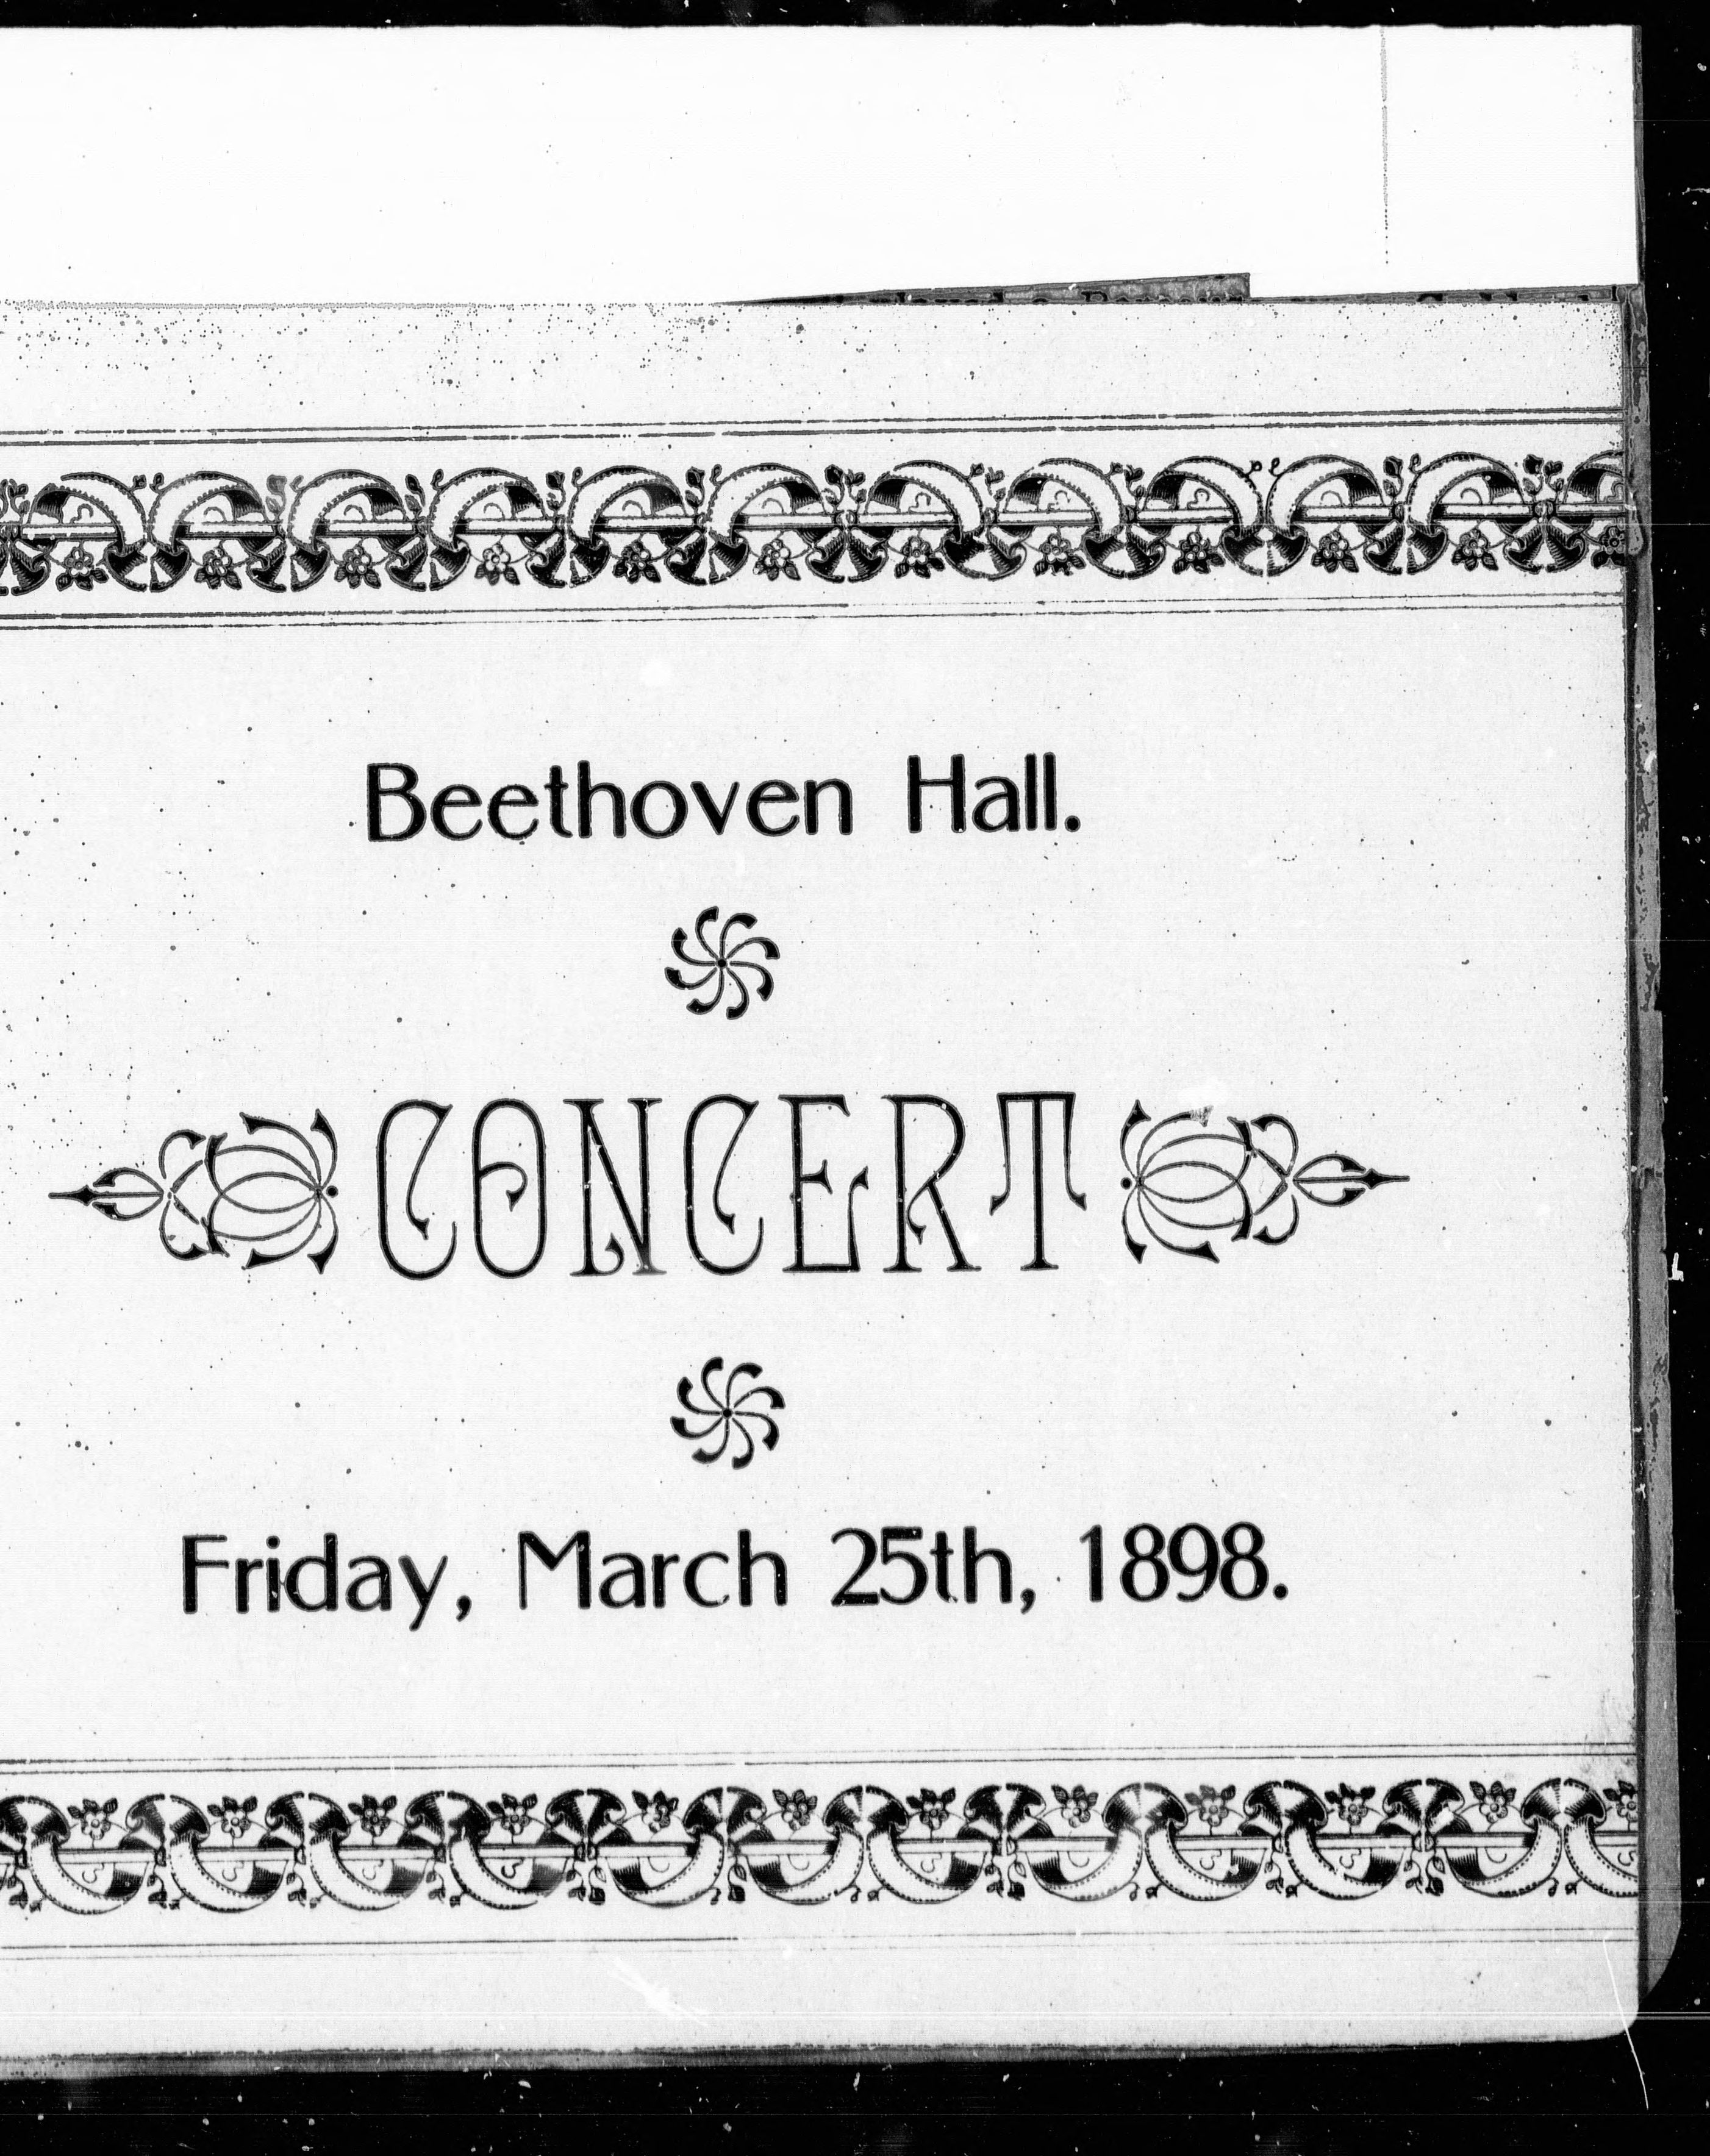 Beethoven Hall.
CONCERT
Friday, March 25th, 1898.